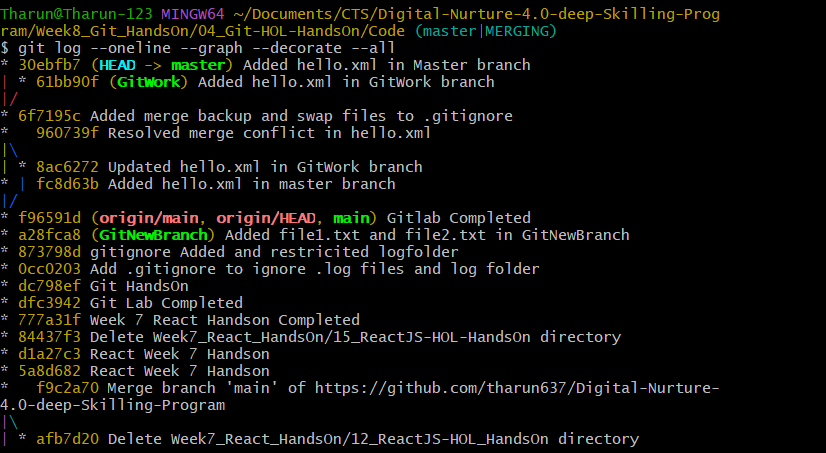 Tharun@Tharun-123 MINGW64 ~/Documents/CTS/Digital-Nurture-4.0-deep-Skilling-Prog
ram/Week8_Git_HandsOn/04_Git-HOL-HandsOn/Code (master|MERGING)
$ git log --oneline --graph --decorate --all
* 30ebfb7 (HEAD -> master) Added hello.xml in Master branch
| * 61bb90f (GitWork) Added hello.xml in GitWork branch
|/
* 6f7195c Added merge backup and swap files to .gitignore
*   960739f Resolved merge conflict in hello.xml
|\
| * 8ac6272 Updated hello.xml in GitWork branch
* | fc8d63b Added hello.xml in master branch
|/
* f96591d (origin/main, origin/HEAD, main) Gitlab Completed
* a28fca8 (GitNewBranch) Added file1.txt and file2.txt in GitNewBranch
* 873798d gitignore Added and restricited logfolder
* 0cc0203 Add .gitignore to ignore .log files and log folder
* dc798ef Git HandsOn
* dfc3942 Git Lab Completed
* 777a31f Week 7 React Handson Completed
* 84437f3 Delete Week7_React_HandsOn/15_ReactJS-HOL-HandsOn directory
* d1a27c3 React Week 7 Handson
* 5a8d682 React Week 7 Handson
*   f9c2a70 Merge branch 'main' of https://github.com/tharun637/Digital-Nurture-
4.0-deep-Skilling-Program
|\
| * afb7d20 Delete Week7_React_HandsOn/12_ReactJS-HOL_HandsOn directory